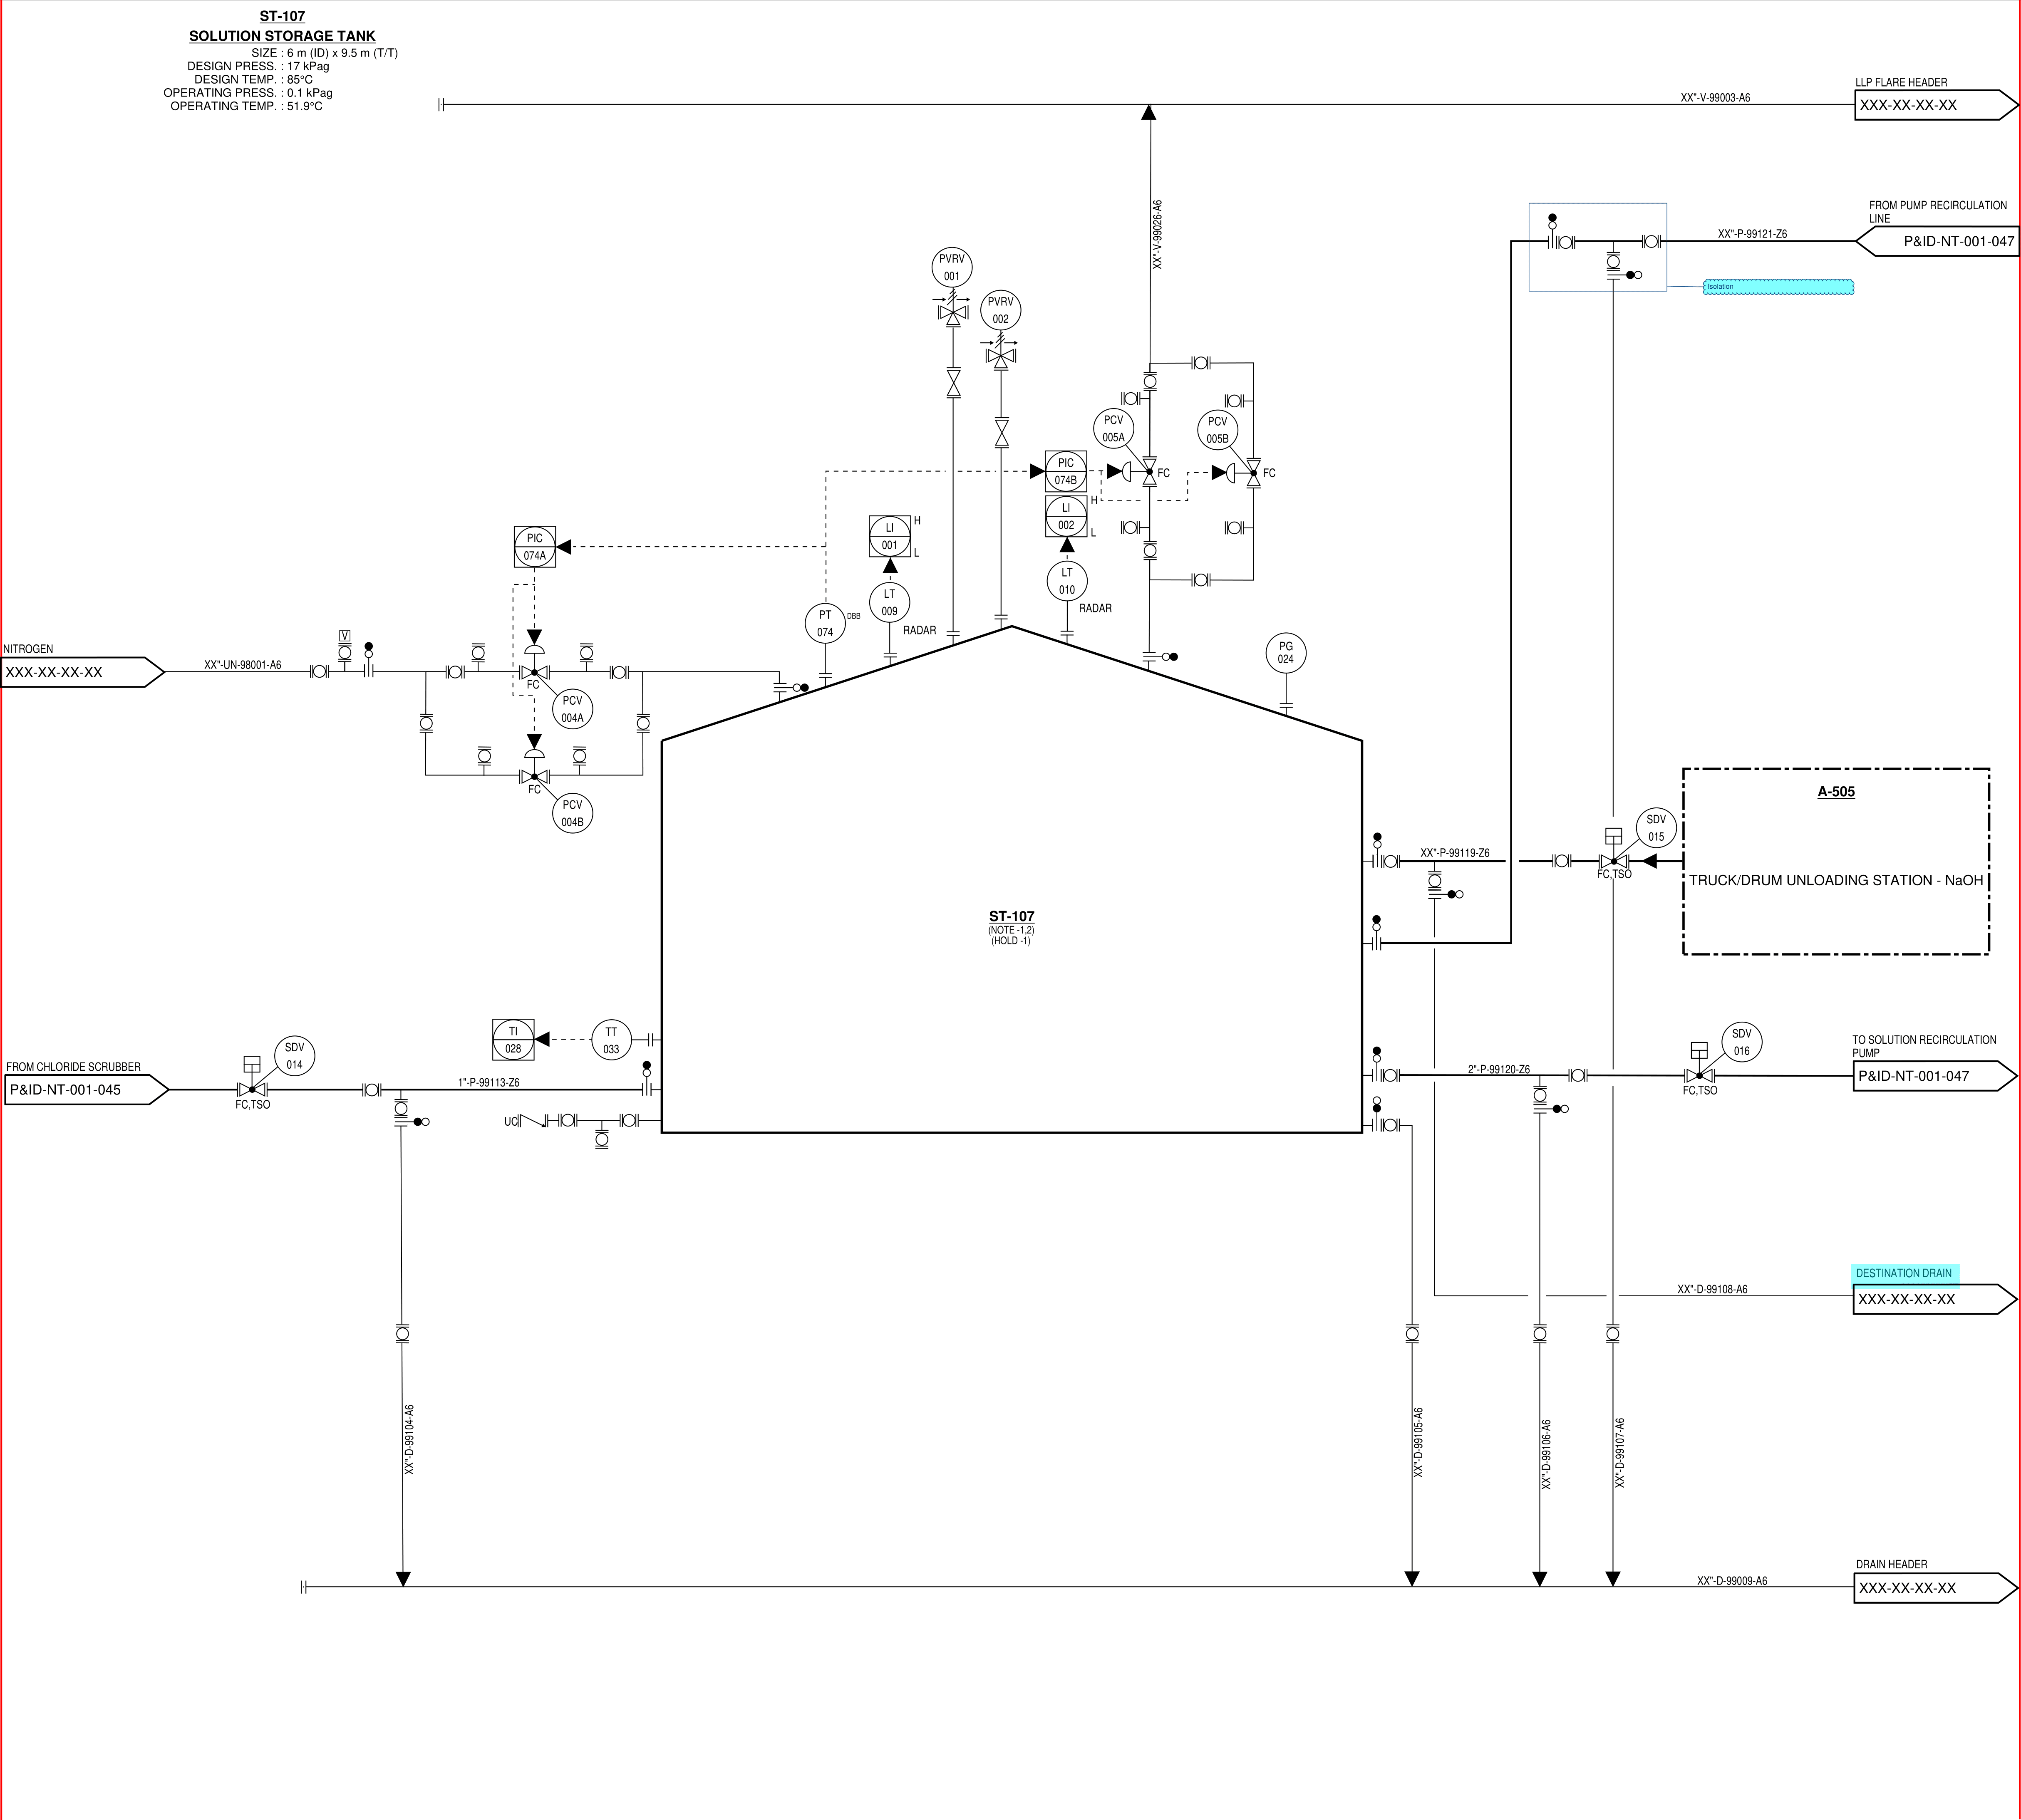 ST-107
SOLUTION STORAGE TANK
SIZE : 6 m (ID) x 9.5 m (T/T)
DESIGN PRESS. : 17 kPag
DESIGN TEMP. : 85°C
OPERATING PRESS. : 0.1 kPag
OPERATING TEMP. : 51.9°C
LLP FLARE HEADER
XX"-V-99003-A6
XXX-XX-XX-XX
FROM PUMP RECIRCULATION
LINE
XX"-P-99121-Z6
P&ID-NT-001-047
Isolation
XX"-V-99026-A6
PVRV
001
PVRV
002
PCV
005A
PCV
005B
FC
FC
PIC
074B
LI
002
H
L
LT
010
RADAR
LI
001
H
L
LT
009
RADAR
PIC
074A
PT
074
DBB
PG
024
NITROGEN
XXX-XX-XX-XX
XX"-UN-98001-A6
V
FC
PCV
004A
FC
PCV
004B
A-505
TRUCK/DRUM UNLOADING STATION - NaOH
SDV
015
FC,TSO
XX"-P-99119-Z6
ST-107
(NOTE -1,2)
(HOLD -1)
TI
028
TT
033
FROM CHLORIDE SCRUBBER
P&ID-NT-001-045
SDV
014
FC,TSO
1"-P-99113-Z6
UC
2"-P-99120-Z6
SDV
016
FC,TSO
TO SOLUTION RECIRCULATION
PUMP
P&ID-NT-001-047
DESTINATION DRAIN
XX"-D-99108-A6
XXX-XX-XX-XX
XX"-D-99104-A6
XX"-D-99105-A6
XX"-D-99106-A6
XX"-D-99107-A6
DRAIN HEADER
XX"-D-99009-A6
XXX-XX-XX-XX